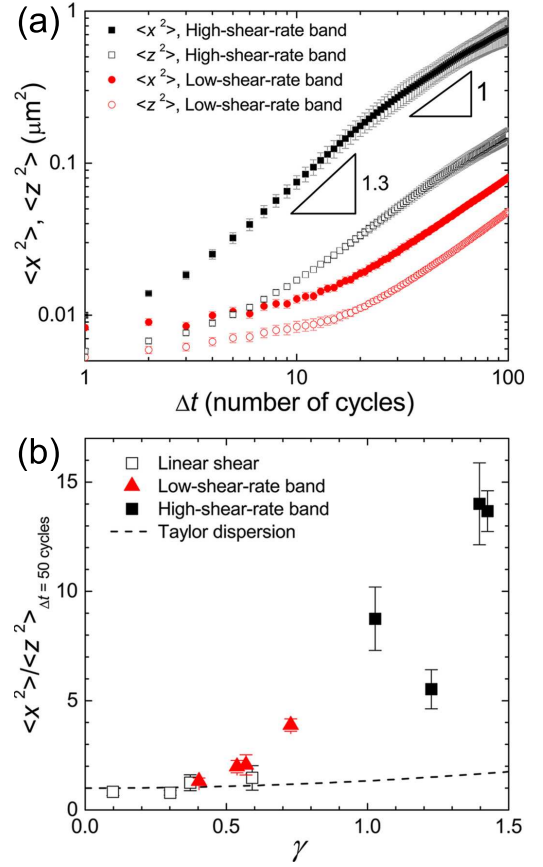 (a)
<x²>, High-shear-rate band
<z²>, High-shear-rate band
<x²>, Low-shear-rate band
<z²>, Low-shear-rate band
1
0.1
0.01
1
1.3
<x²>, <z²> (μm²)
1 10 100
Δt (number of cycles)
(b)
Linear shear
Low-shear-rate band
High-shear-rate band
Taylor dispersion
15
10
5
0
<x²>/<z²>Δt = 50 cycles
0.0 0.5 1.0 1.5
γ